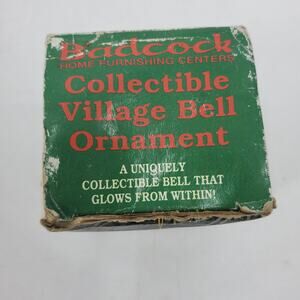 Badcock
HOME FURNISHING CENTERS
Collectible
Village Bell
Ornament
A UNIQUELY
COLLECTIBLE BELL THAT
GLOWS FROM WITHIN!